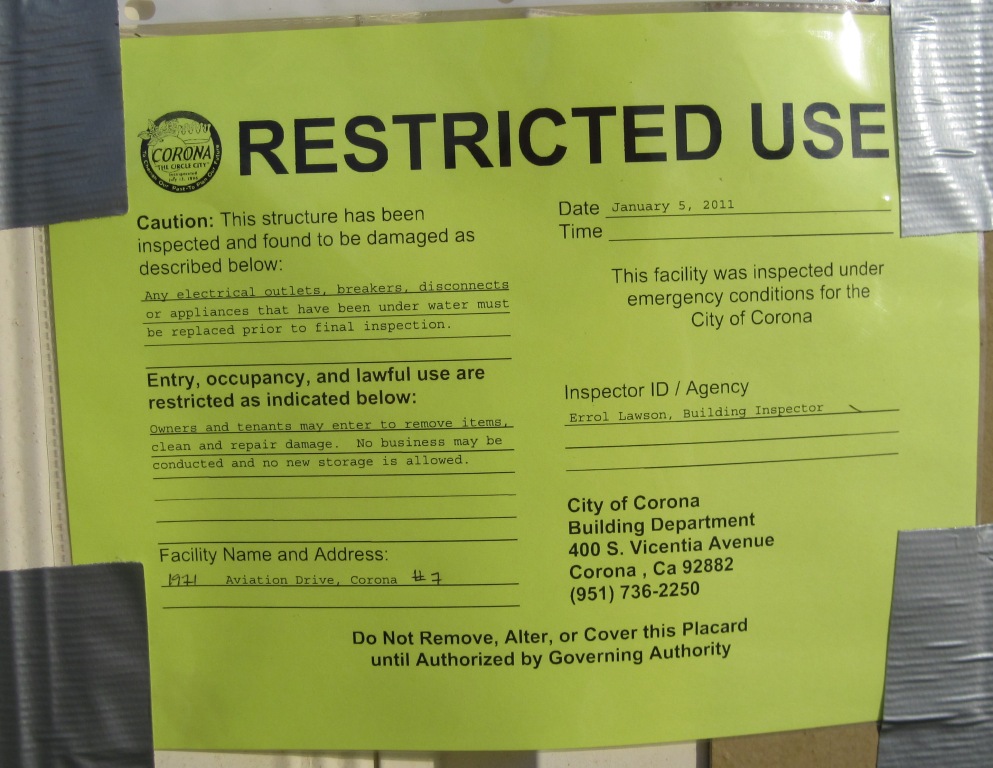 RESTRICTED USE
CORONA
"THE CIRCLE CITY"
Caution: This structure has been
inspected and found to be damaged as
described below:
Any electrical outlets, breakers, disconnects
or appliances that have been under water must
be replaced prior to final inspection.
Entry, occupancy, and lawful use are
restricted as indicated below:
Owners and tenants may enter to remove items,
clean and repair damage. No business may be
conducted and no new storage is allowed.
Facility Name and Address:
1971 Aviation Drive, Corona #7
Date January 5, 2011
Time
This facility was inspected under
emergency conditions for the
City of Corona
Inspector ID / Agency
Errol Lawson, Building Inspector
City of Corona
Building Department
400 S. Vicentia Avenue
Corona , Ca 92882
(951) 736-2250
Do Not Remove, Alter, or Cover this Placard
until Authorized by Governing Authority